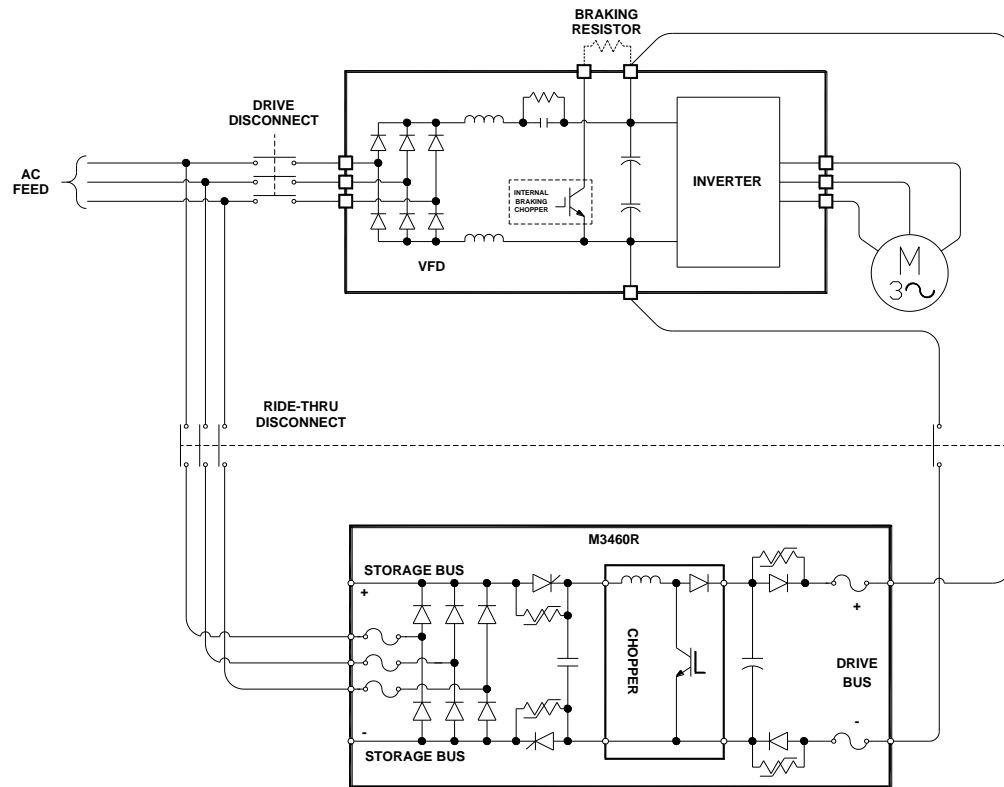 BRAKING
RESISTOR
DRIVE
DISCONNECT
AC
FEED
INTERNAL
BRAKING
CHOPPER
INVERTER
VFD
M
3~
RIDE-THRU
DISCONNECT
M3460R
STORAGE BUS
+
CHOPPER
+
DRIVE
BUS
-
-
STORAGE BUS